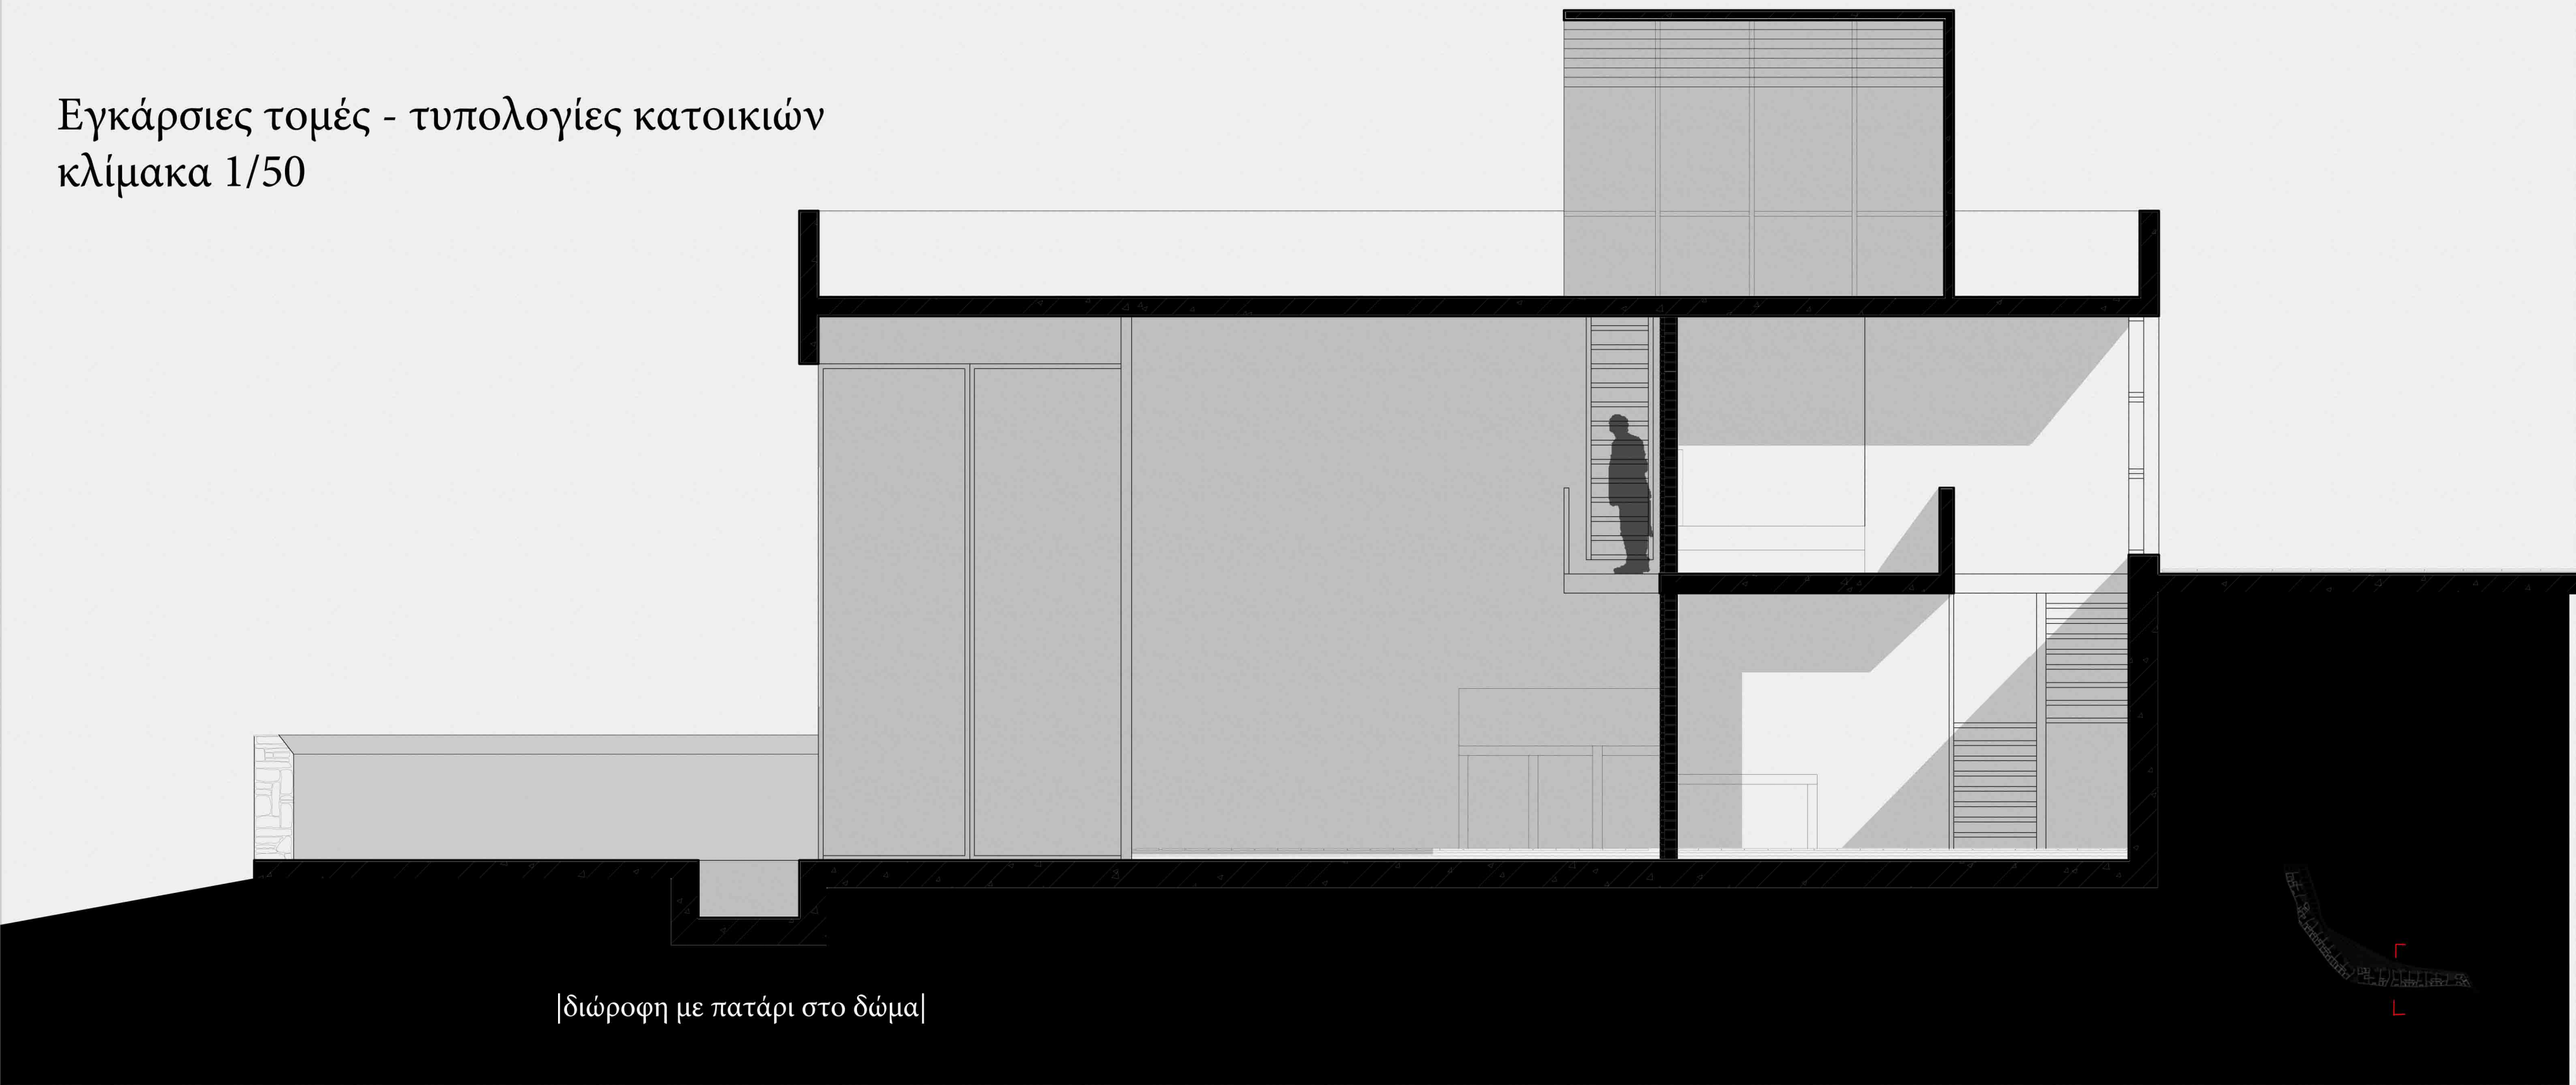 Εγκάρσιες τομές - τυπολογίες κατοικιών
κλίμακα 1/50
|διώροφη με πατάρι στο δώμα|